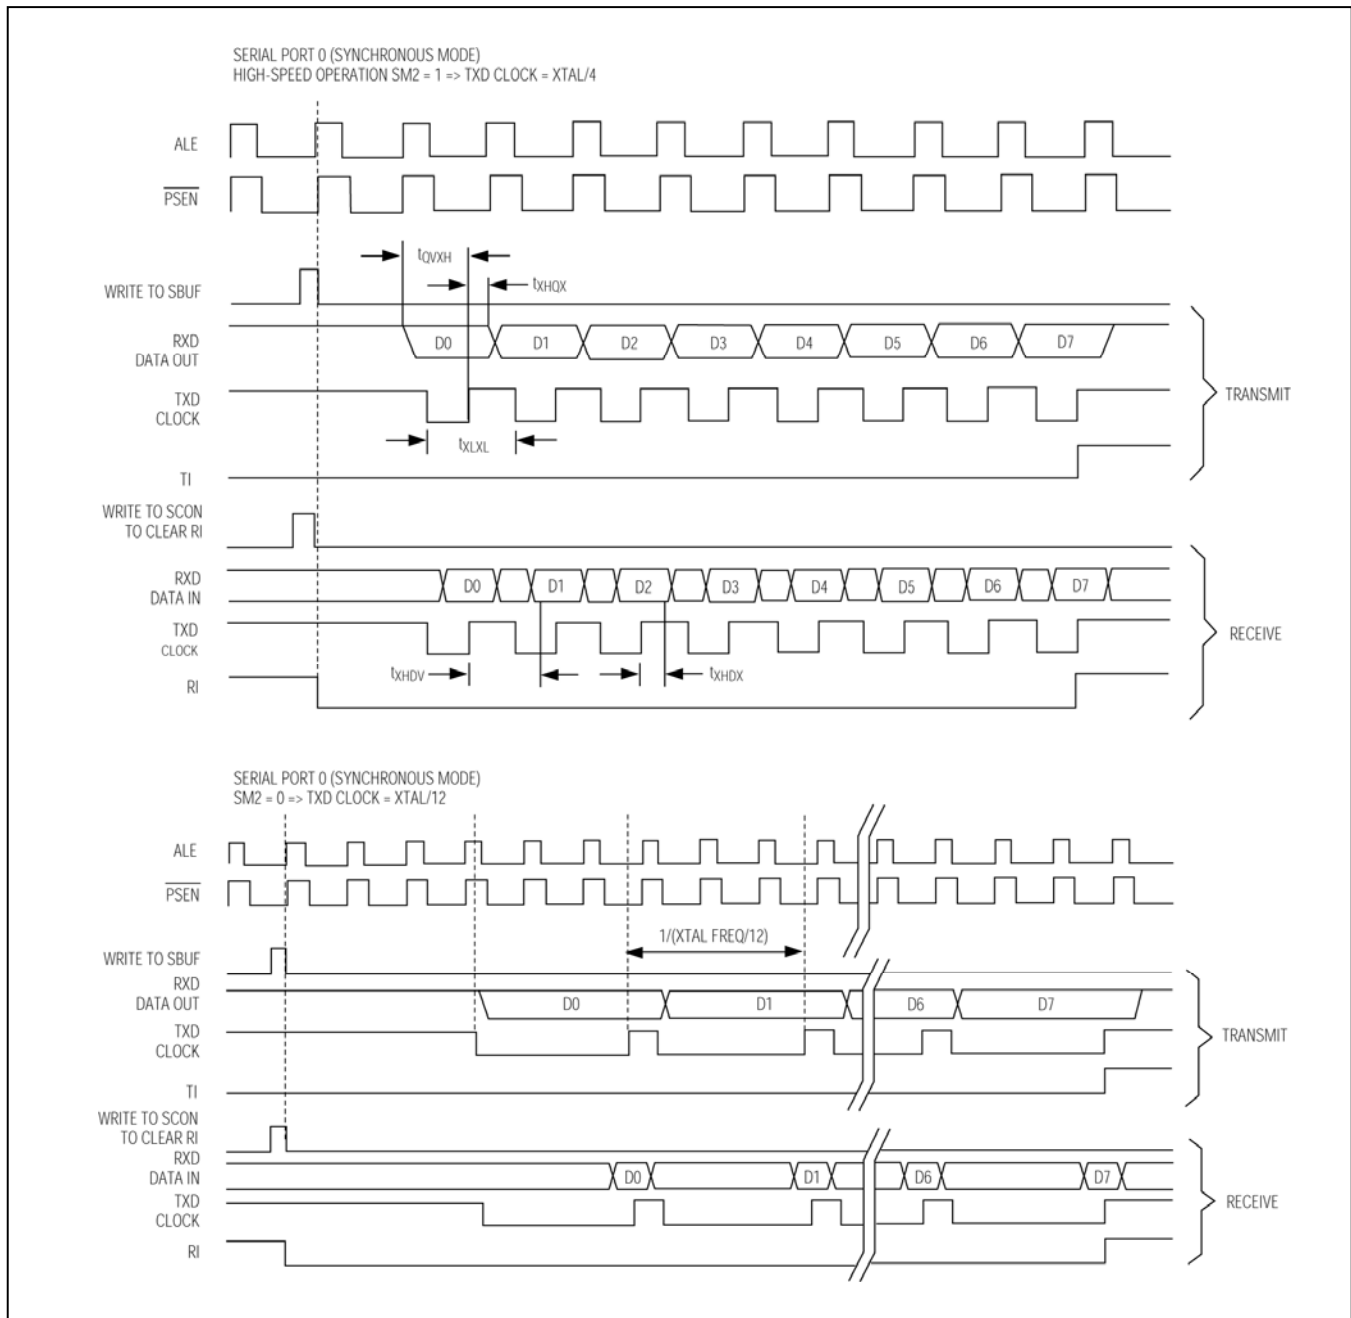 SERIAL PORT 0 (SYNCHRONOUS MODE)
HIGH-SPEED OPERATION SM2 = 1 => TXD CLOCK = XTAL/4
ALE
PSEN
tQVXH
tXHQX
WRITE TO SBUF
RXD
DATA OUT
D0 D1 D2 D3 D4 D5 D6 D7
TXD
CLOCK
TRANSMIT
tXLXL
TI
WRITE TO SCON
TO CLEAR RI
RXD
DATA IN
D0 D1 D2 D3 D4 D5 D6 D7
TXD
CLOCK
RECEIVE
tXHDV tXHDX
RI
SERIAL PORT 0 (SYNCHRONOUS MODE)
SM2 = 0 => TXD CLOCK = XTAL/12
ALE
PSEN
1/(XTAL FREQ/12)
WRITE TO SBUF
RXD
DATA OUT
D0 D1 D6 D7
TXD
CLOCK
TRANSMIT
TI
WRITE TO SCON
TO CLEAR RI
RXD
DATA IN
D0 D1 D6 D7
TXD
CLOCK
RECEIVE
RI